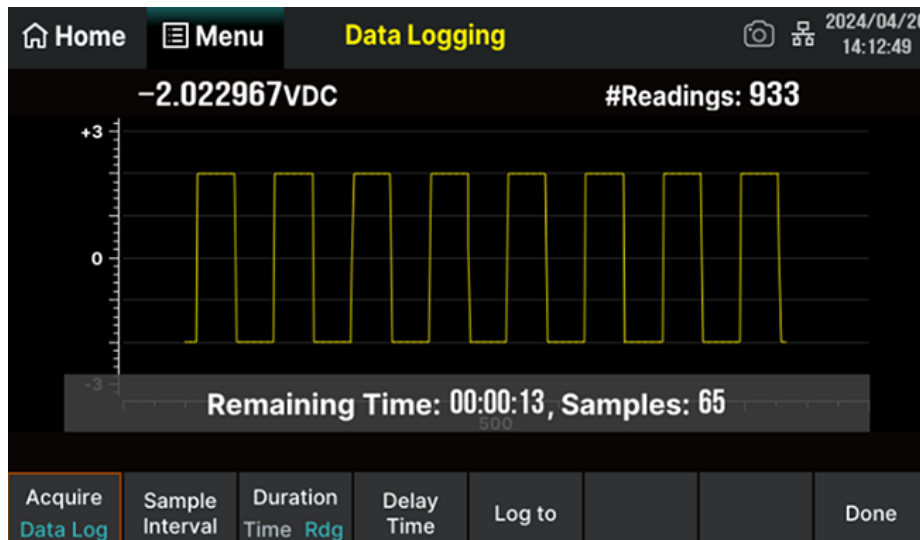 Home
Menu
Data Logging
2024/04/20
14:12:49
−2.022967VDC
#Readings: 933
+3
0
-3
Remaining Time: 00:00:13, Samples: 65
500
Acquire
Data Log
Sample
Interval
Duration
Time Rdg
Delay
Time
Log to
Done